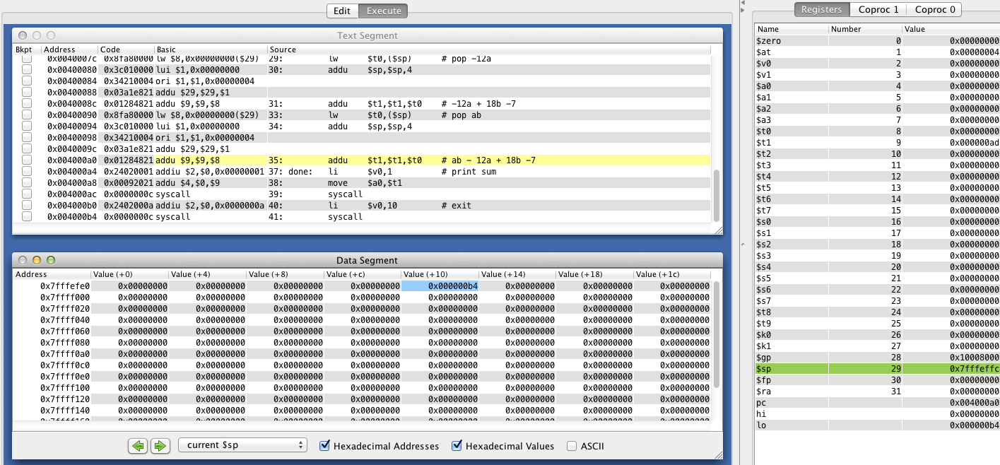 Edit Execute
Text Segment
Bkpt Address Code Basic Source
0x0040007c 0x8fa80000 lw $8,0x00000000($29) 29: lw $t0,($sp) # pop -12a
0x00400080 0x3c010000 lui $1,0x00000000 30: addu $sp,$sp,4
0x00400084 0x34210004 ori $1,$1,0x00000004
0x00400088 0x03a1e821 addu $29,$29,$1
0x0040008c 0x01284821 addu $9,$9,$8 31: addu $t1,$t1,$t0 # -12a + 18b -7
0x00400090 0x8fa80000 lw $8,0x00000000($29) 33: lw $t0,($sp) # pop ab
0x00400094 0x3c010000 lui $1,0x00000000 34: addu $sp,$sp,4
0x00400098 0x34210004 ori $1,$1,0x00000004
0x0040009c 0x03a1e821 addu $29,$29,$1
0x004000a0 0x01284821 addu $9,$9,$8 35: addu $t1,$t1,$t0 # ab - 12a + 18b -7
0x004000a4 0x24020001 addiu $2,$0,0x00000001 37: done: li $v0,1 # print sum
0x004000a8 0x00092021 addu $4,$0,$9 38: move $a0,$t1
0x004000ac 0x0000000c syscall 39: syscall
0x004000b0 0x2402000a addiu $2,$0,0x0000000a 40: li $v0,10 # exit
0x004000b4 0x0000000c syscall 41: syscall
Data Segment
Address Value (+0) Value (+4) Value (+8) Value (+c) Value (+10) Value (+14) Value (+18) Value (+1c)
0x7fffefe0 0x00000000 0x00000000 0x00000000 0x00000000 0x000000b4 0x00000000 0x00000000 0x00000000
0x7ffff000 0x00000000 0x00000000 0x00000000 0x00000000 0x00000000 0x00000000 0x00000000 0x00000000
0x7ffff020 0x00000000 0x00000000 0x00000000 0x00000000 0x00000000 0x00000000 0x00000000 0x00000000
0x7ffff040 0x00000000 0x00000000 0x00000000 0x00000000 0x00000000 0x00000000 0x00000000 0x00000000
0x7ffff060 0x00000000 0x00000000 0x00000000 0x00000000 0x00000000 0x00000000 0x00000000 0x00000000
0x7ffff080 0x00000000 0x00000000 0x00000000 0x00000000 0x00000000 0x00000000 0x00000000 0x00000000
0x7ffff0a0 0x00000000 0x00000000 0x00000000 0x00000000 0x00000000 0x00000000 0x00000000 0x00000000
0x7ffff0c0 0x00000000 0x00000000 0x00000000 0x00000000 0x00000000 0x00000000 0x00000000 0x00000000
0x7ffff0e0 0x00000000 0x00000000 0x00000000 0x00000000 0x00000000 0x00000000 0x00000000 0x00000000
0x7ffff100 0x00000000 0x00000000 0x00000000 0x00000000 0x00000000 0x00000000 0x00000000 0x00000000
0x7ffff120 0x00000000 0x00000000 0x00000000 0x00000000 0x00000000 0x00000000 0x00000000 0x00000000
0x7ffff140 0x00000000 0x00000000 0x00000000 0x00000000 0x00000000 0x00000000 0x00000000 0x00000000
current $sp Hexadecimal Addresses Hexadecimal Values ASCII
Registers Coproc 1 Coproc 0
Name Number Value
$zero 0 0x00000000
$at 1 0x00000004
$v0 2 0x00000000
$v1 3 0x00000000
$a0 4 0x00000000
$a1 5 0x00000000
$a2 6 0x00000000
$a3 7 0x00000000
$t0 8 0x00000000
$t1 9 0x000000ad
$t2 10 0x00000000
$t3 11 0x00000000
$t4 12 0x00000000
$t5 13 0x00000000
$t6 14 0x00000000
$t7 15 0x00000000
$s0 16 0x00000000
$s1 17 0x00000000
$s2 18 0x00000000
$s3 19 0x00000000
$s4 20 0x00000000
$s5 21 0x00000000
$s6 22 0x00000000
$s7 23 0x00000000
$t8 24 0x00000000
$t9 25 0x00000000
$k0 26 0x00000000
$k1 27 0x00000000
$gp 28 0x10008000
$sp 29 0x7fffeffc
$fp 30 0x00000000
$ra 31 0x00000000
pc 0x004000a0
hi 0x00000000
lo 0x000000b4